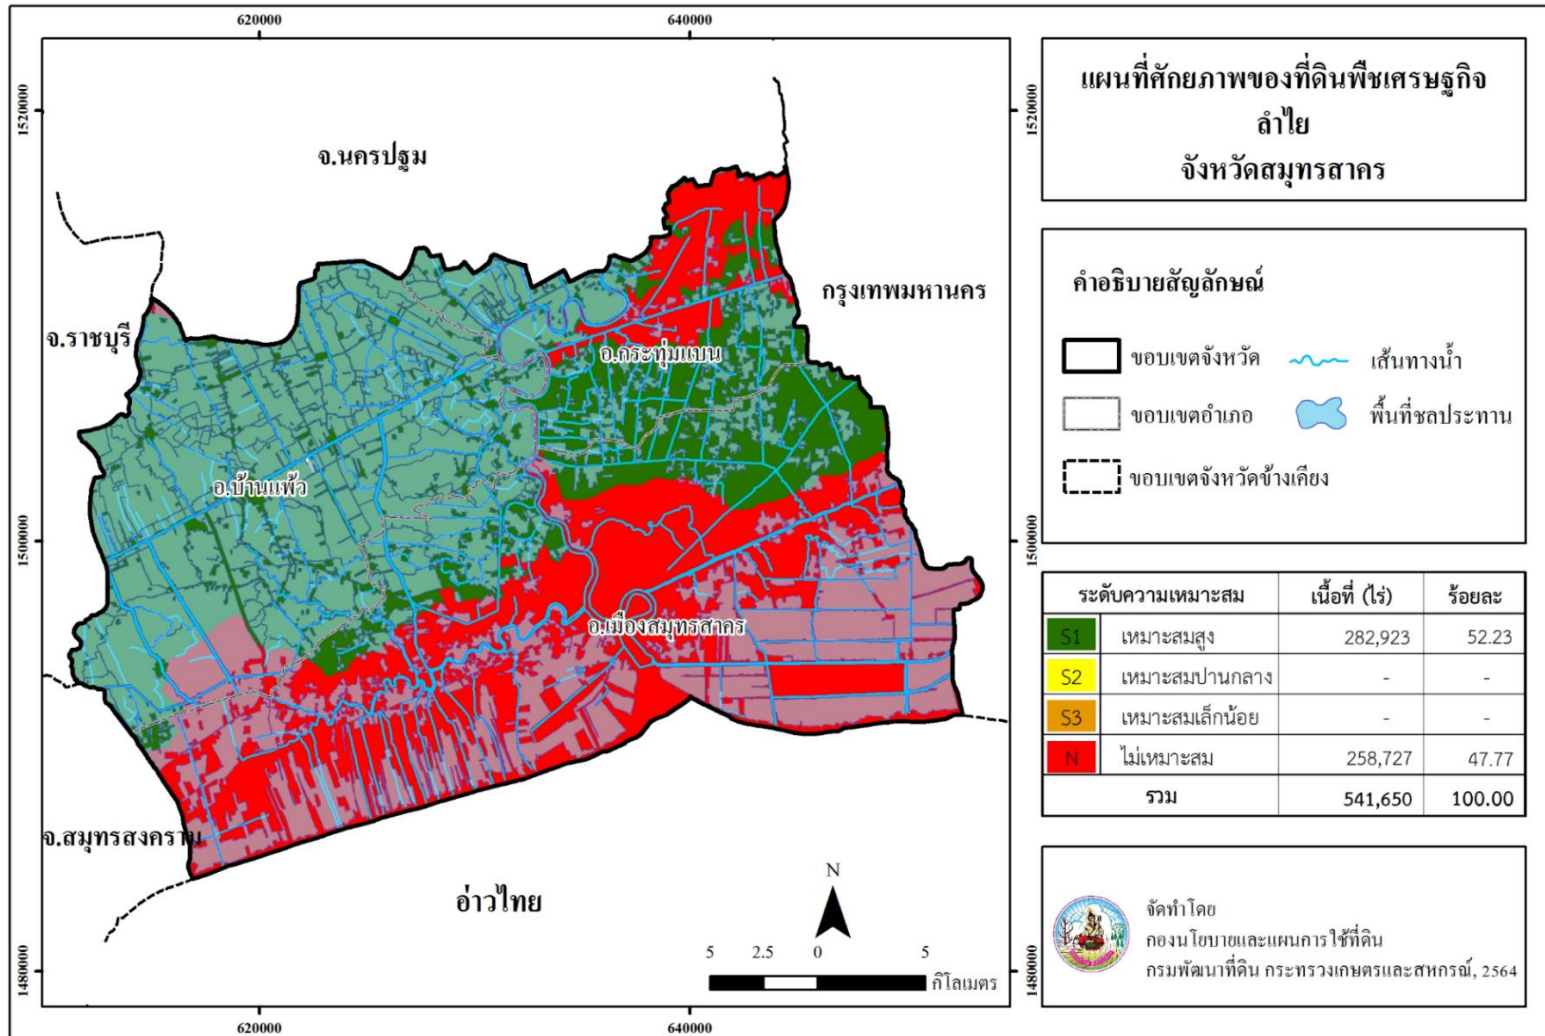 620000
640000
1520000
1500000
1480000
จ.นครปฐม
จ.ราชบุรี
กรุงเทพมหานคร
อ.กระทุ่มแบน
อ.บ้านแพ้ว
อ.เมืองสมุทรสาคร
จ.สมุทรสงคราม
อ่าวไทย
N
5 2.5 0 5
กิโลเมตร
1520000
1500000
1480000
620000
640000
แผนที่ศักยภาพของที่ดินพืชเศรษฐกิจ
ลำไย
จังหวัดสมุทรสาคร
คำอธิบายสัญลักษณ์
ขอบเขตจังหวัด เส้นทางน้ำ
ขอบเขตอำเภอ พื้นที่ชลประทาน
ขอบเขตจังหวัดข้างเคียง
ระดับความเหมาะสม เนื้อที่ (ไร่) ร้อยละ
S1 เหมาะสมสูง 282,923 52.23
S2 เหมาะสมปานกลาง - -
S3 เหมาะสมเล็กน้อย - -
N ไม่เหมาะสม 258,727 47.77
รวม 541,650 100.00
จัดทำโดย
กองนโยบายและแผนการใช้ที่ดิน
กรมพัฒนาที่ดิน กระทรวงเกษตรและสหกรณ์, 2564